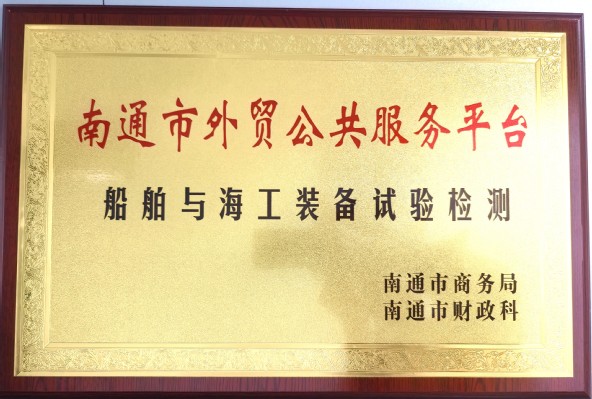 南通市外贸公共服务平台
船舶与海工装备试验检测
南通市商务局
南通市财政科